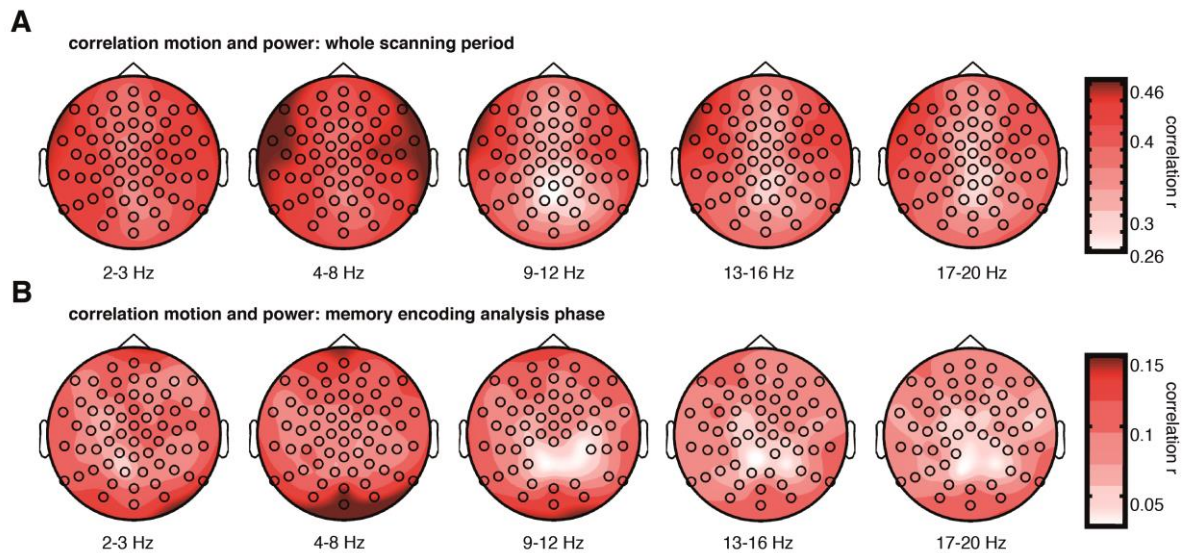 A
correlation motion and power: whole scanning period
0.46
0.4
0.3
0.26
correlation r
2-3 Hz 4-8 Hz 9-12 Hz 13-16 Hz 17-20 Hz
B
correlation motion and power: memory encoding analysis phase
0.15
0.1
0.05
correlation r
2-3 Hz 4-8 Hz 9-12 Hz 13-16 Hz 17-20 Hz